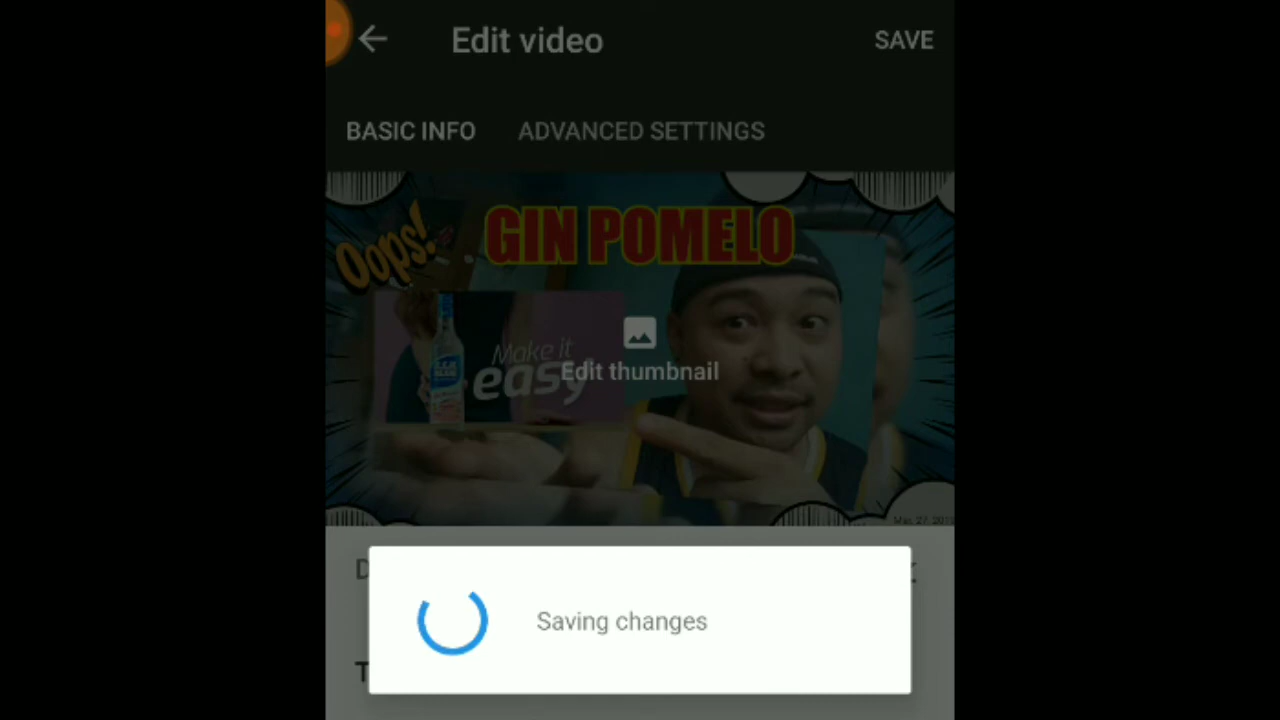 Edit video
SAVE
BASIC INFO
ADVANCED SETTINGS
Oops!
GIN POMELO
Make it
easy
Edit thumbnail
D
Saving changes
T